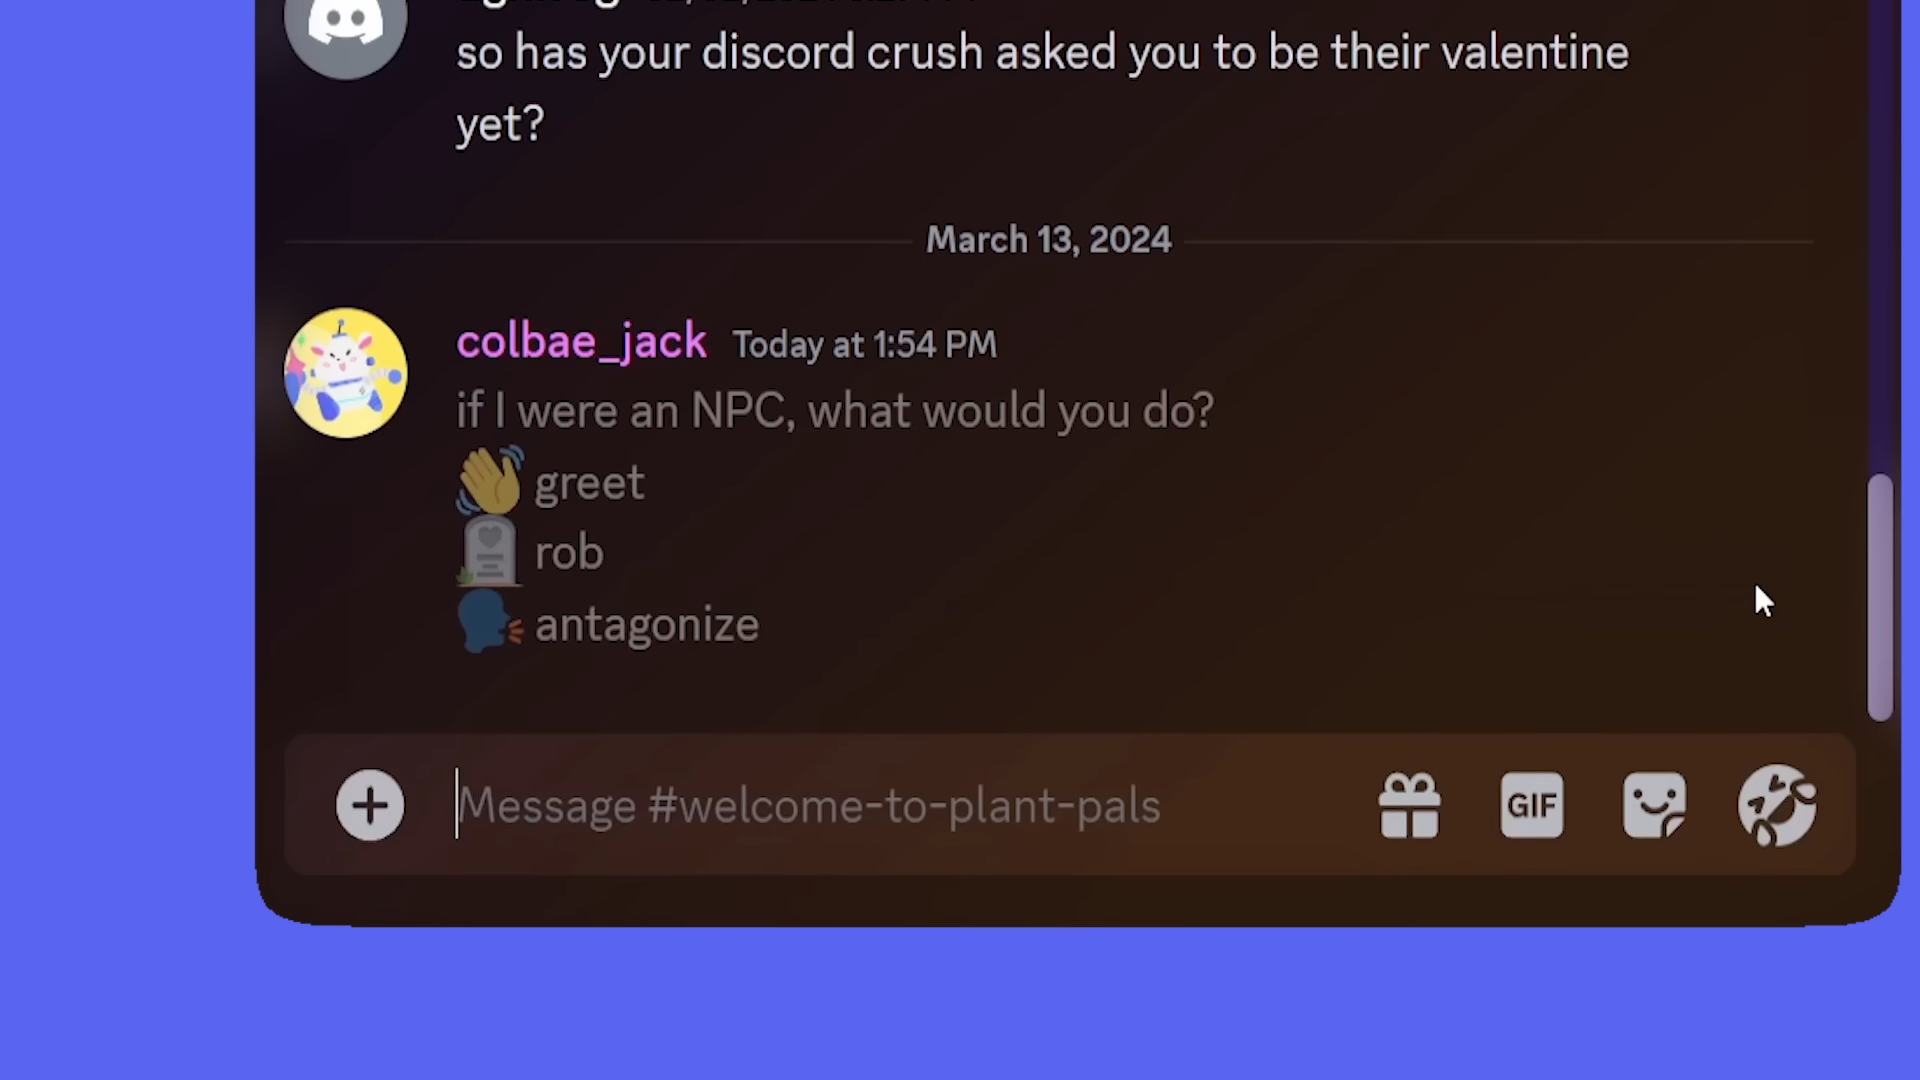 so has your discord crush asked you to be their valentine
yet?
March 13, 2024
colbae_jack Today at 1:54 PM
if I were an NPC, what would you do?
👋 greet
🪦 rob
🗣️ antagonize
Message #welcome-to-plant-pals
GIF